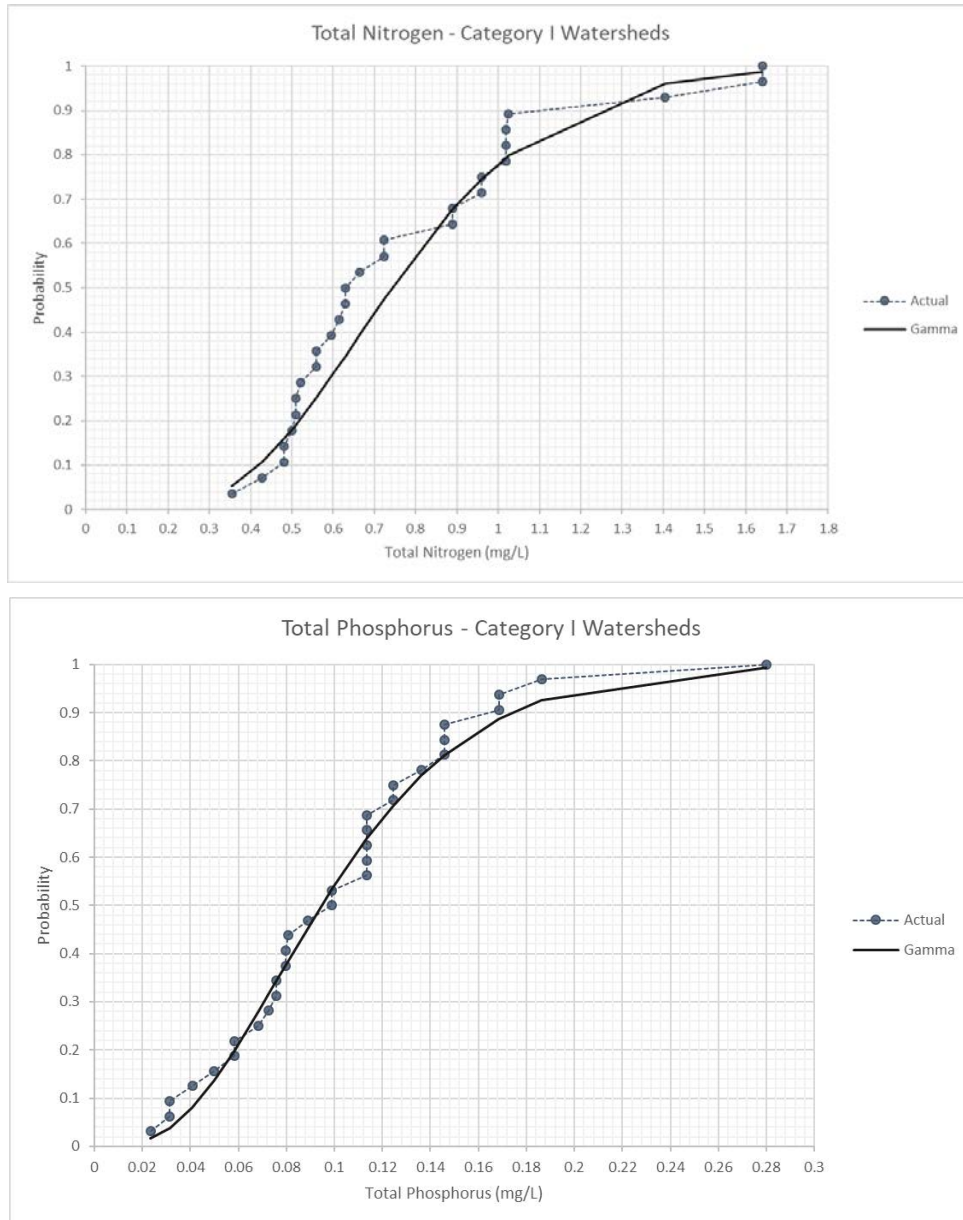 Total Nitrogen - Category I Watersheds
1
0.9
0.8
0.7
0.6
0.5
0.4
0.3
0.2
0.1
0
Probability
0 0.1 0.2 0.3 0.4 0.5 0.6 0.7 0.8 0.9 1 1.1 1.2 1.3 1.4 1.5 1.6 1.7 1.8
Total Nitrogen (mg/L)
Actual
Gamma
Total Phosphorus - Category I Watersheds
1
0.9
0.8
0.7
0.6
0.5
0.4
0.3
0.2
0.1
0
Probability
0 0.02 0.04 0.06 0.08 0.1 0.12 0.14 0.16 0.18 0.2 0.22 0.24 0.26 0.28 0.3
Total Phosphorus (mg/L)
Actual
Gamma